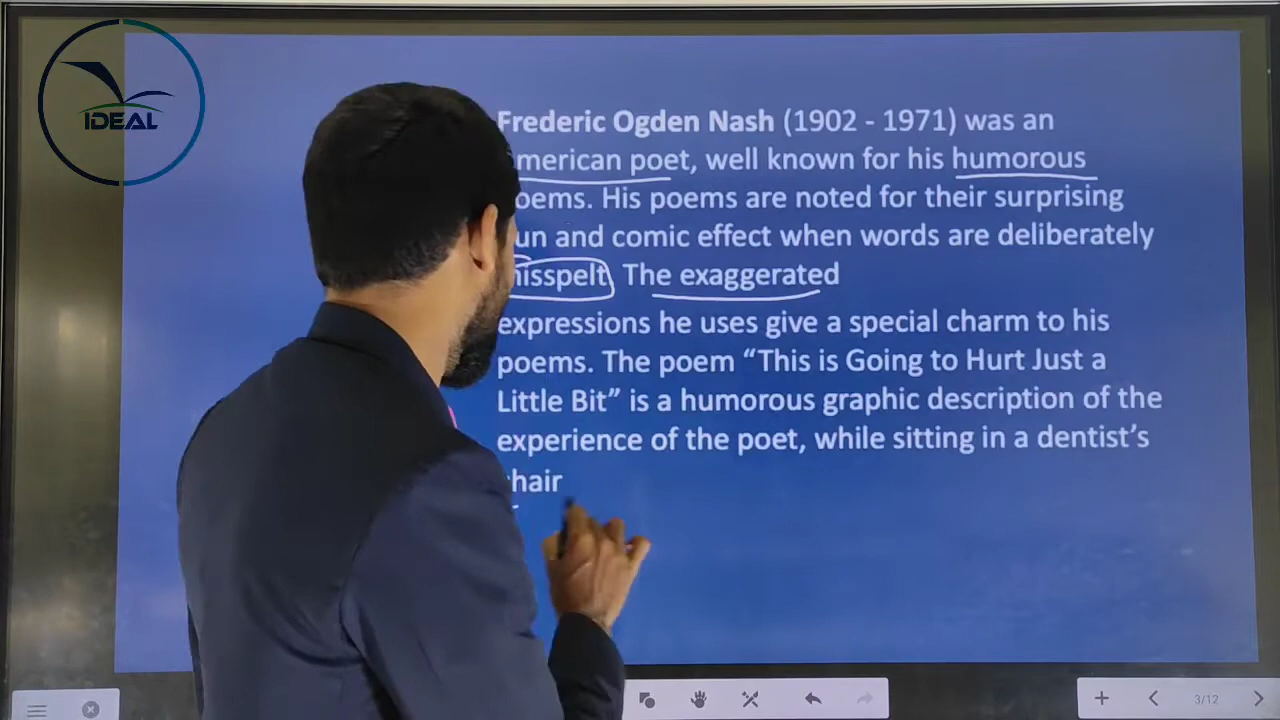 IDEAL
Frederic Ogden Nash (1902 - 1971) was an
merican poet, well known for his humorous
oems. His poems are noted for their surprising
un and comic effect when words are deliberately
isspelt. The exaggerated
expressions he uses give a special charm to his
poems. The poem “This is Going to Hurt Just a
Little Bit” is a humorous graphic description of the
experience of the poet, while sitting in a dentist’s
hair
3/12